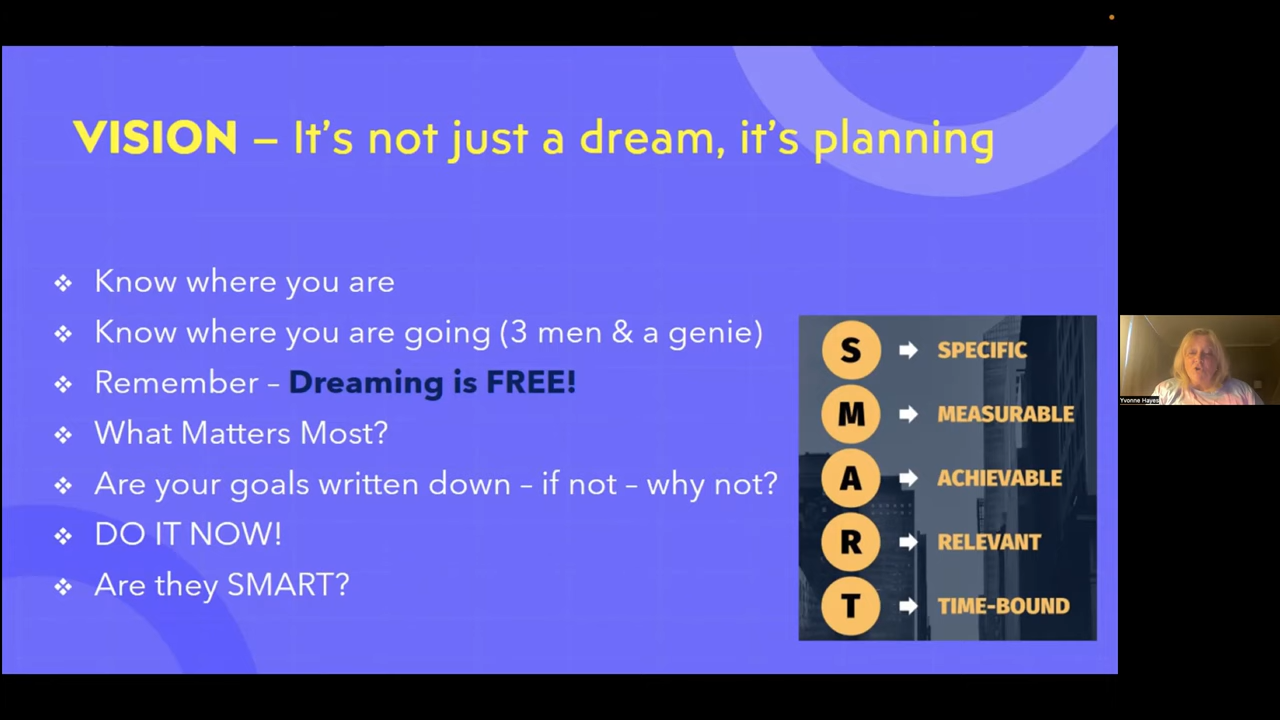 VISION – It's not just a dream, it's planning
Know where you are
Know where you are going (3 men & a genie)
Remember – Dreaming is FREE!
What Matters Most?
Are your goals written down – if not – why not?
DO IT NOW!
Are they SMART?
S SPECIFIC
M MEASURABLE
A ACHIEVABLE
R RELEVANT
T TIME-BOUND
Yvonne Hayes